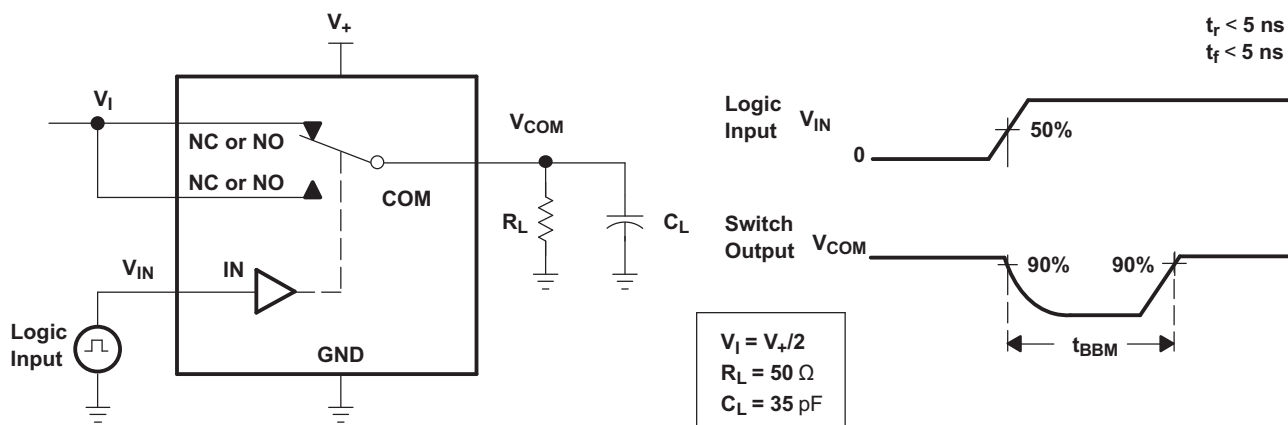 V+
tr < 5 ns
tf < 5 ns
VI
NC or NO
VCOM
Logic
Input
VIN
50%
0
NC or NO
COM
RL
CL
Switch
Output
VCOM
90%
90%
VIN
IN
Logic
Input
GND
VI = V+/2
RL = 50 Ω
CL = 35 pF
tBBM